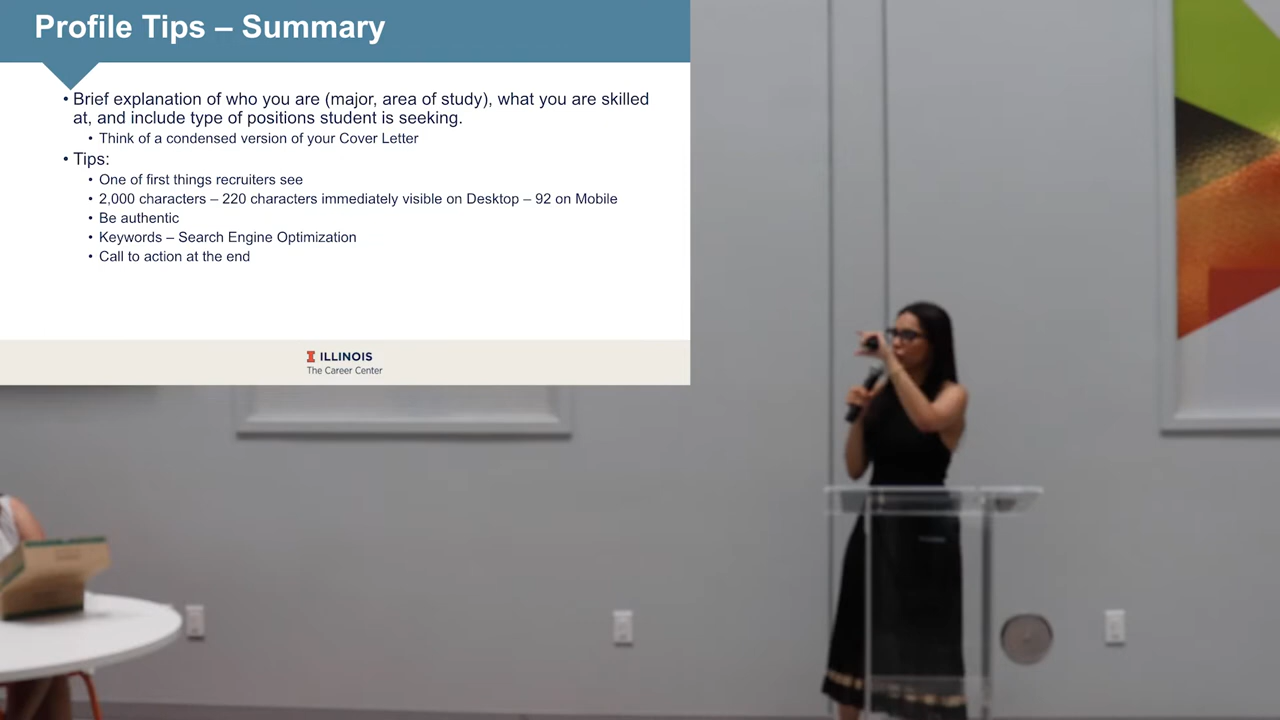 Profile Tips – Summary
• Brief explanation of who you are (major, area of study), what you are skilled
at, and include type of positions student is seeking.
• Think of a condensed version of your Cover Letter
• Tips:
• One of first things recruiters see
• 2,000 characters – 220 characters immediately visible on Desktop – 92 on Mobile
• Be authentic
• Keywords – Search Engine Optimization
• Call to action at the end
I ILLINOIS
The Career Center